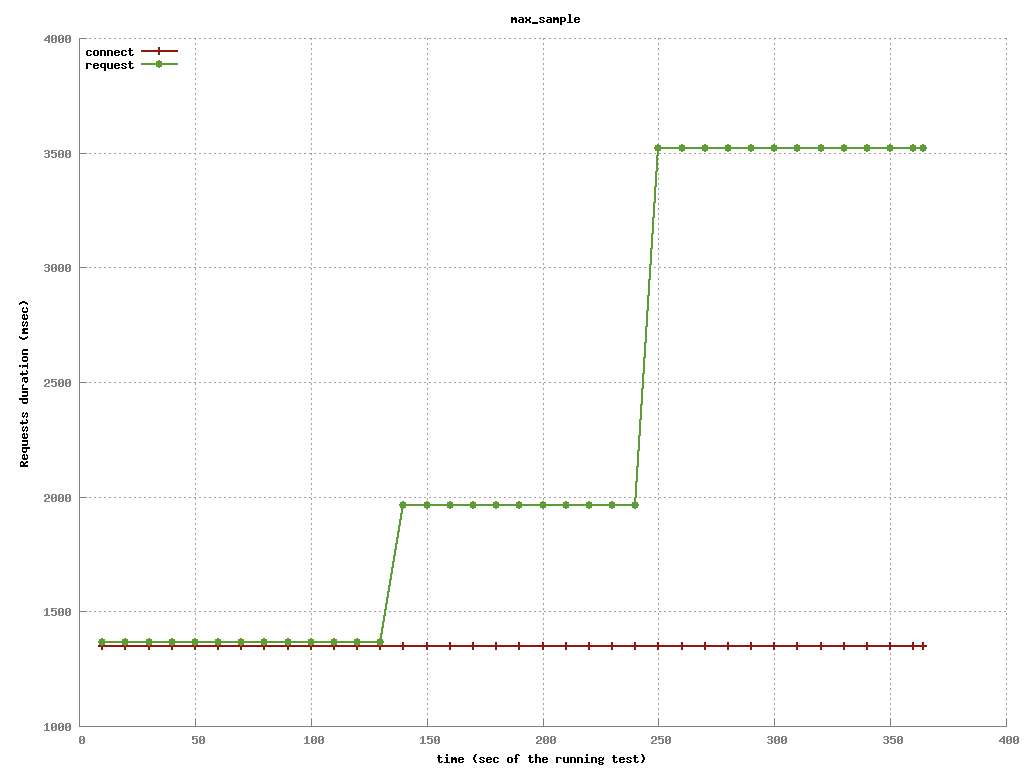 max_sample
connect
request
4000
3500
3000
2500
2000
1500
1000
Requests duration (msec)
0 50 100 150 200 250 300 350 400
time (sec of the running test)